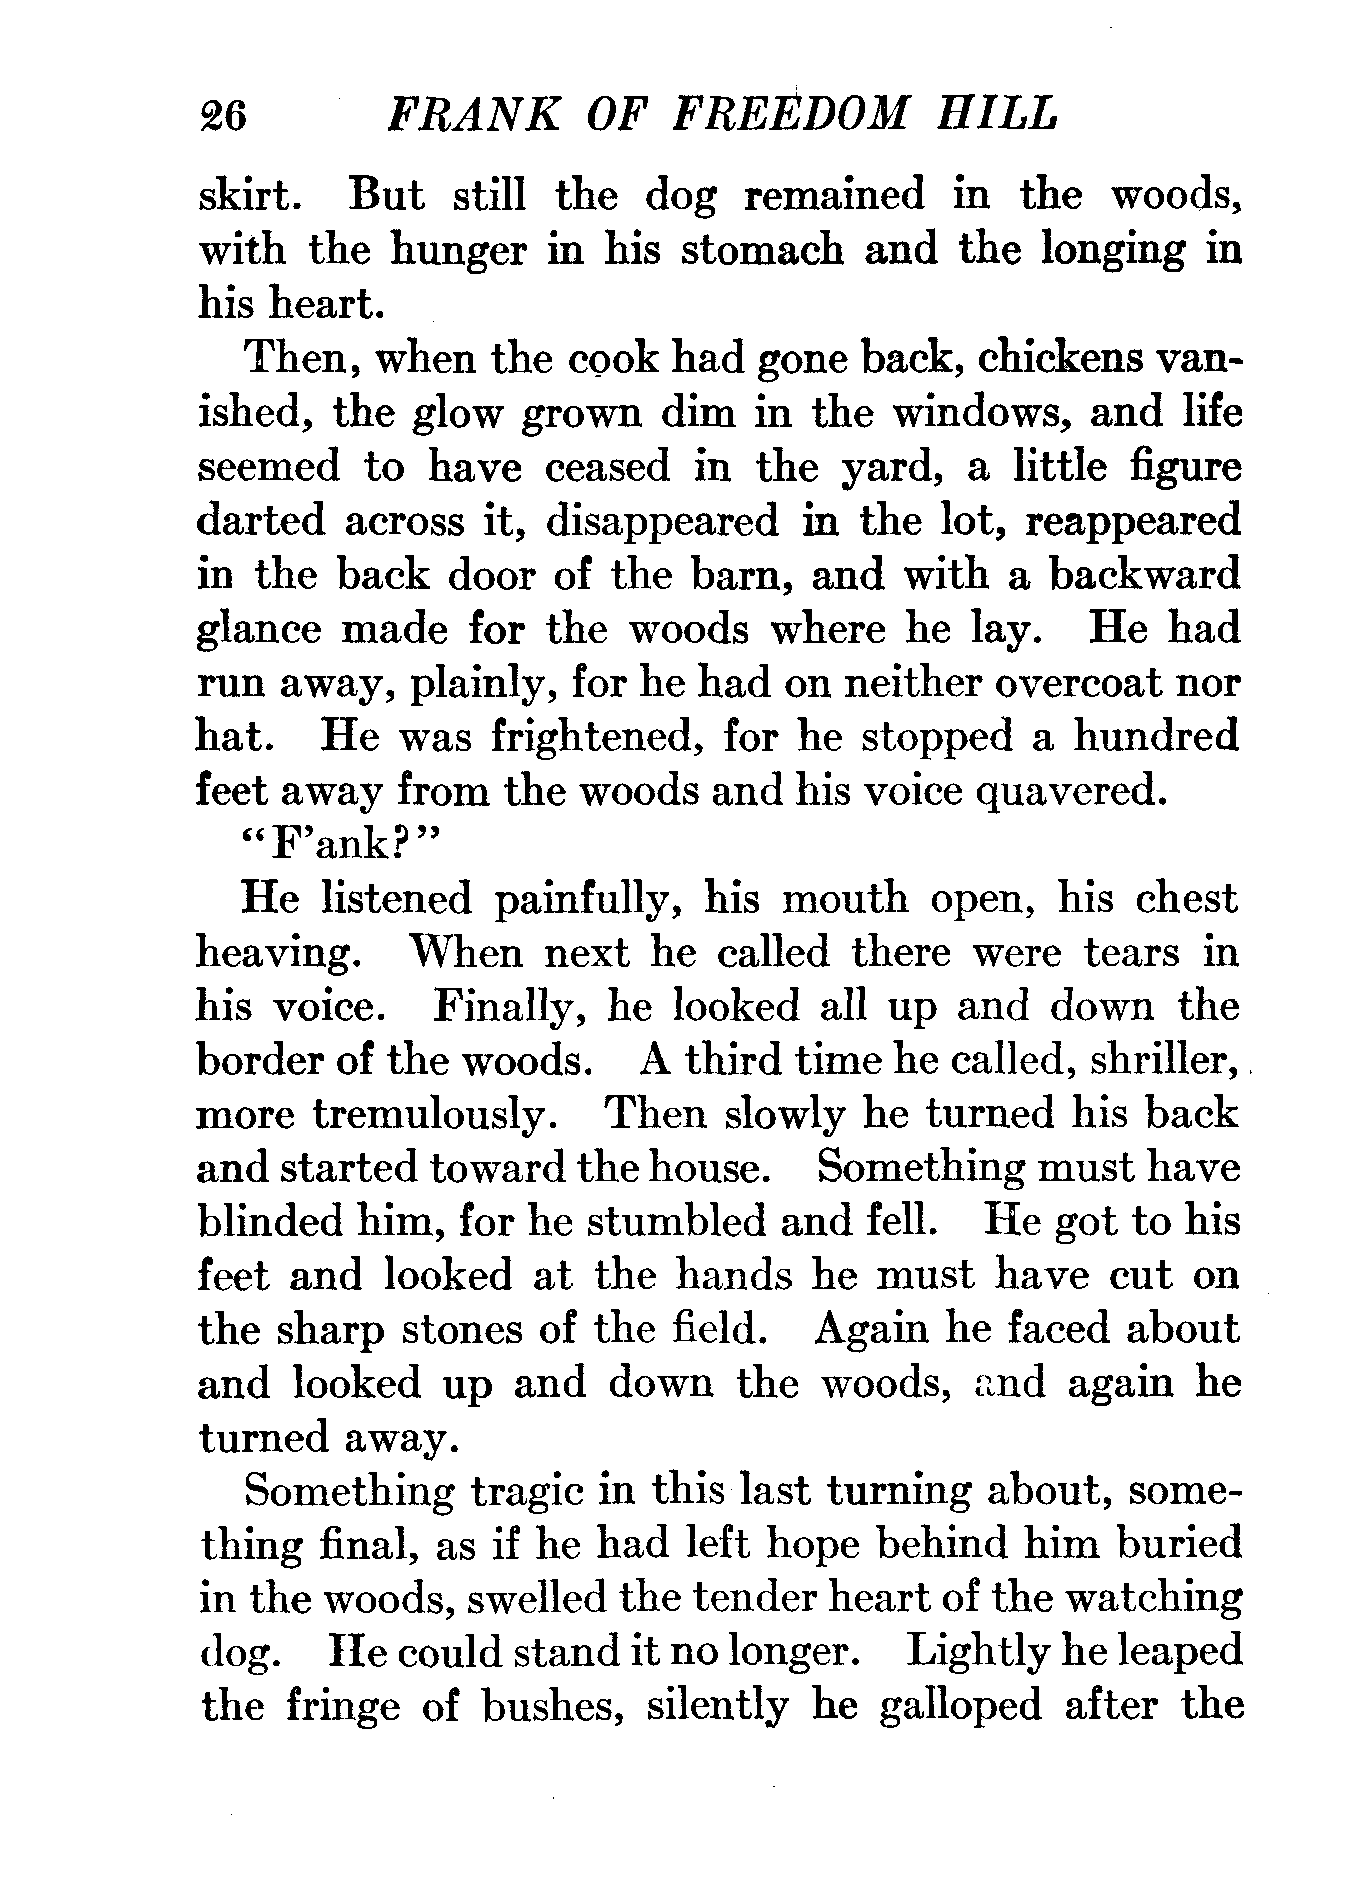 26 FRANK OF FREEDOM HILL
skirt. But still the dog remained in the woods,
with the hunger in his stomach and the longing in
his heart.
Then, when the cook had gone back, chickens van-
ished, the glow grown dim in the windows, and life
seemed to have ceased in the yard, a little figure
darted across it, disappeared in the lot, reappeared
in the back door of the barn, and with a backward
glance made for the woods where he lay. He had
run away, plainly, for he had on neither overcoat nor
hat. He was frightened, for he stopped a hundred
feet away from the woods and his voice quavered.
“F’ank?”
He listened painfully, his mouth open, his chest
heaving. When next he called there were tears in
his voice. Finally, he looked all up and down the
border of the woods. A third time he called, shriller,
more tremulously. Then slowly he turned his back
and started toward the house. Something must have
blinded him, for he stumbled and fell. He got to his
feet and looked at the hands he must have cut on
the sharp stones of the field. Again he faced about
and looked up and down the woods, and again he
turned away.
Something tragic in this last turning about, some-
thing final, as if he had left hope behind him buried
in the woods, swelled the tender heart of the watching
dog. He could stand it no longer. Lightly he leaped
the fringe of bushes, silently he galloped after the